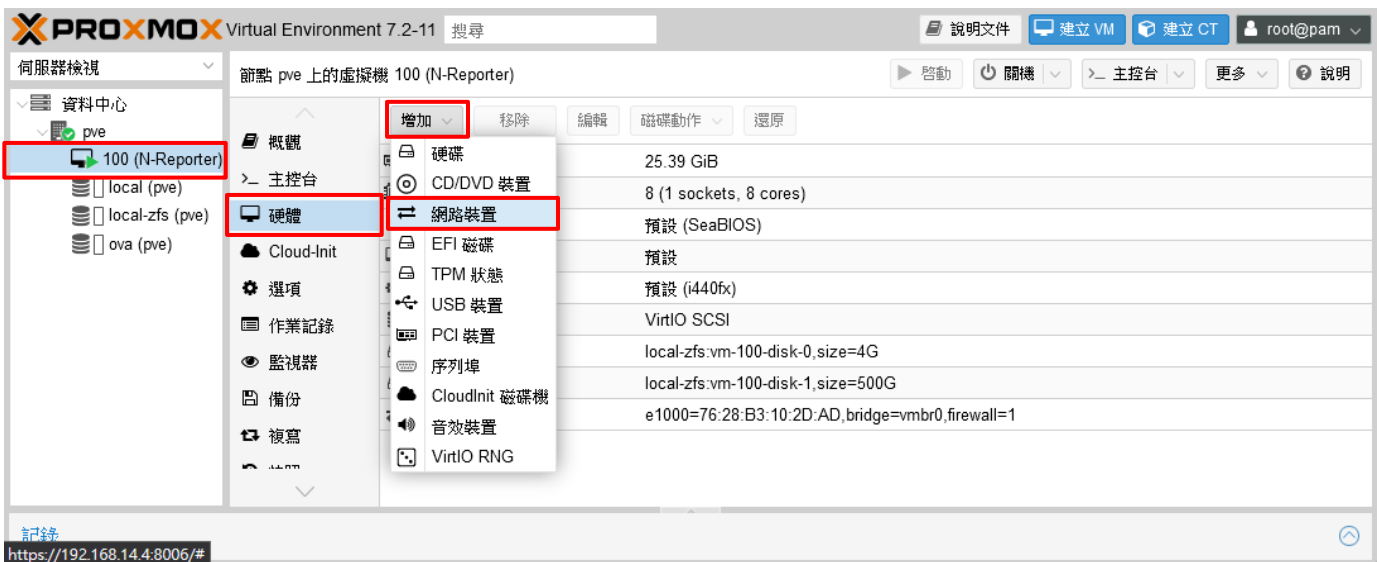 PROXMOX Virtual Environment 7.2-11 搜尋 說明文件 建立 VM 建立 CT root@pam
伺服器檢視
資料中心
pve
100 (N-Reporter)
local (pve)
local-zfs (pve)
ova (pve)
節點 pve 上的虛擬機 100 (N-Reporter) 啓動 關機 主控台 更多 說明
概觀
主控台
硬體
Cloud-Init
選項
作業記錄
監視器
備份
複寫
增加 移除 編輯 磁碟動作 還原
硬碟
CD/DVD 裝置
網路裝置
EFI 磁碟
TPM 狀態
USB 裝置
PCI 裝置
序列埠
CloudInit 磁碟機
音效裝置
VirtIO RNG
25.39 GiB
8 (1 sockets, 8 cores)
預設 (SeaBIOS)
預設
預設 (i440fx)
VirtIO SCSI
local-zfs:vm-100-disk-0,size=4G
local-zfs:vm-100-disk-1,size=500G
e1000=76:28:B3:10:2D:AD,bridge=vmbr0,firewall=1
記錄
https://192.168.14.4:8006/#